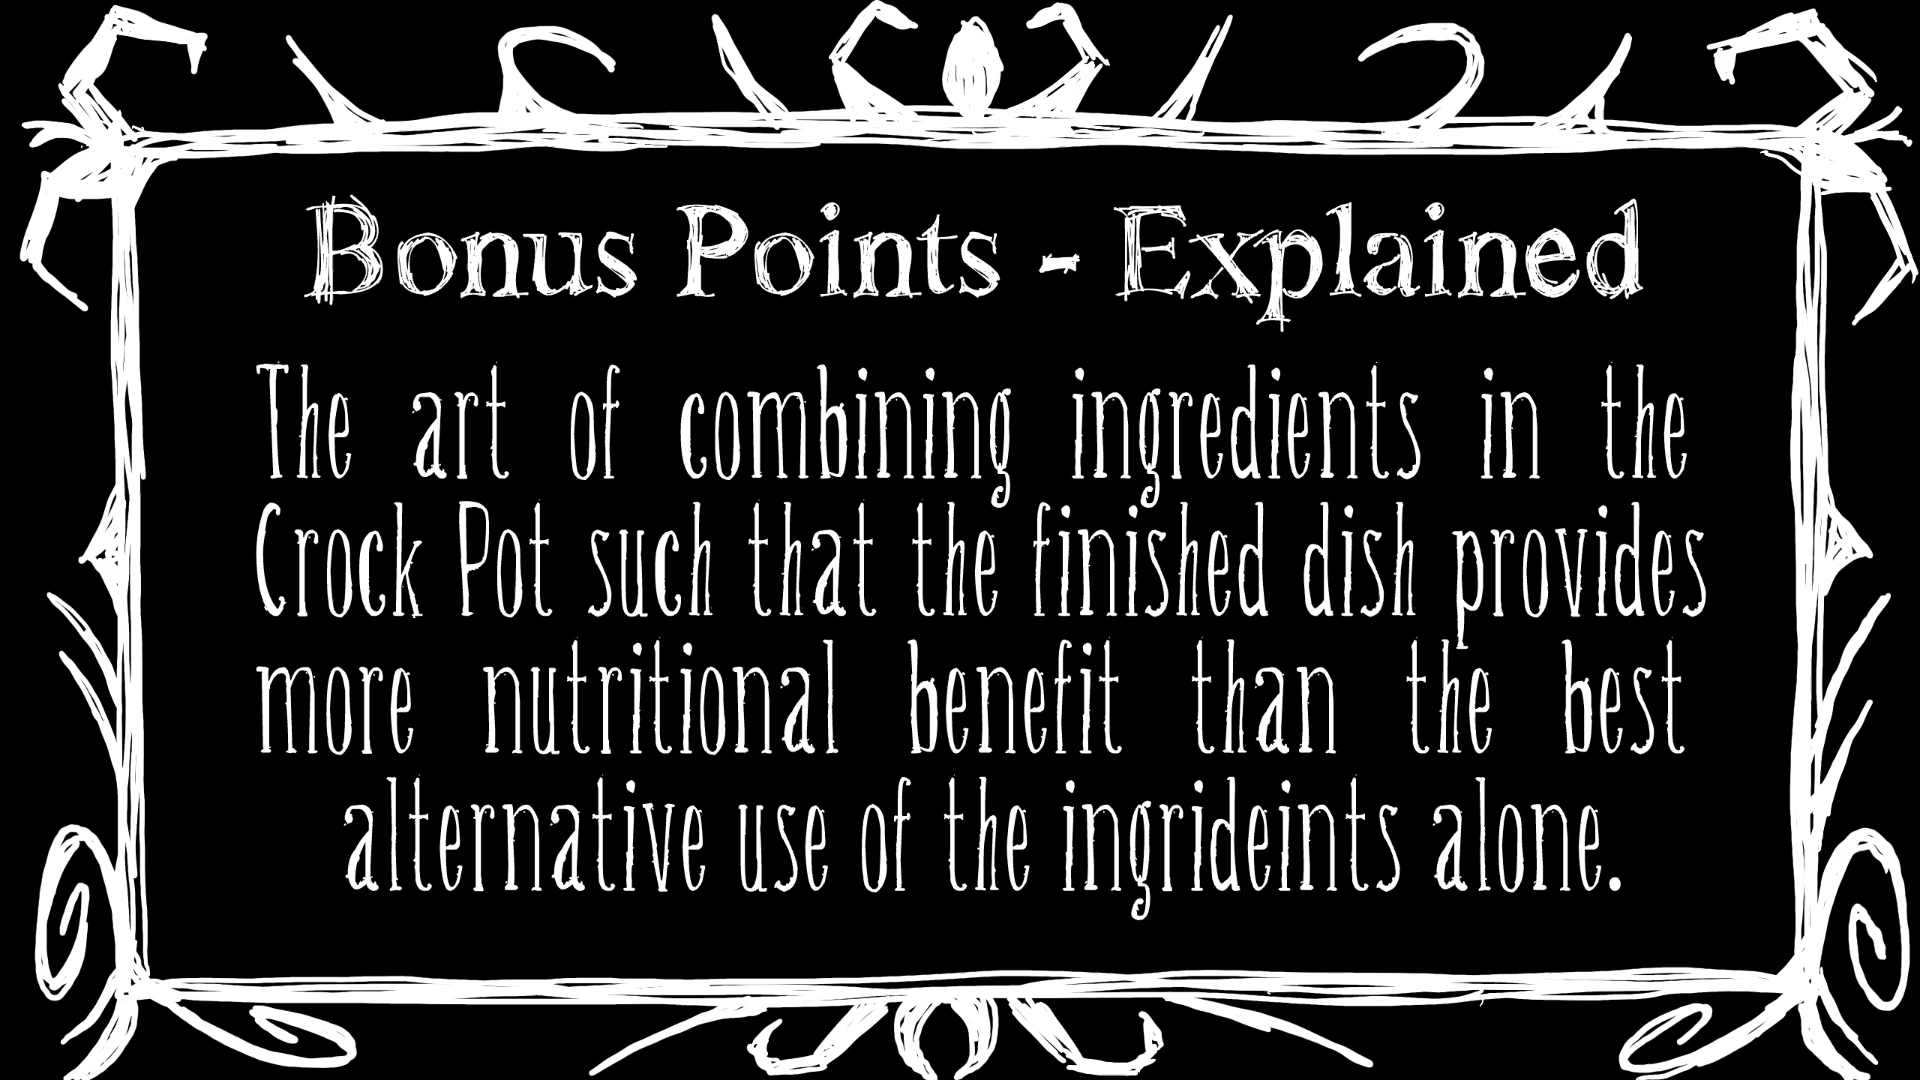 Bonus Points - Explained
The art of combining ingredients in the
Crock Pot such that the finished dish provides
more nutritional benefit than the best
alternative use of the ingrideints alone.